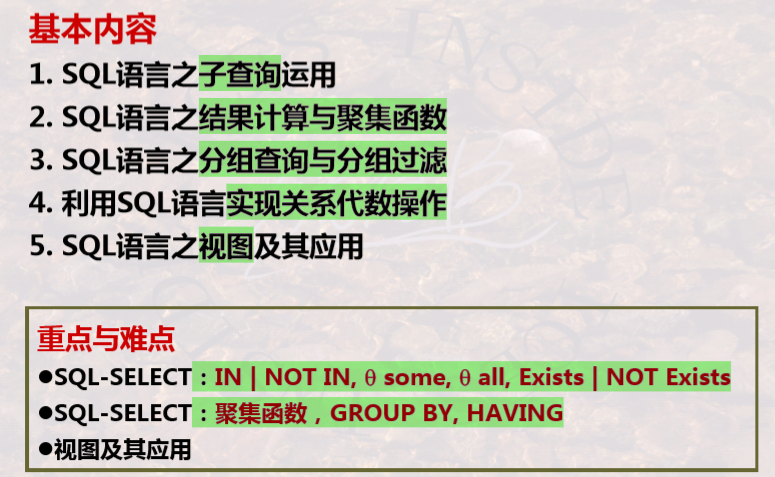 基本内容
1. SQL语言之子查询运用
2. SQL语言之结果计算与聚集函数
3. SQL语言之分组查询与分组过滤
4. 利用SQL语言实现关系代数操作
5. SQL语言之视图及其应用
重点与难点
●SQL-SELECT：IN | NOT IN, θ some, θ all, Exists | NOT Exists
●SQL-SELECT：聚集函数，GROUP BY, HAVING
●视图及其应用